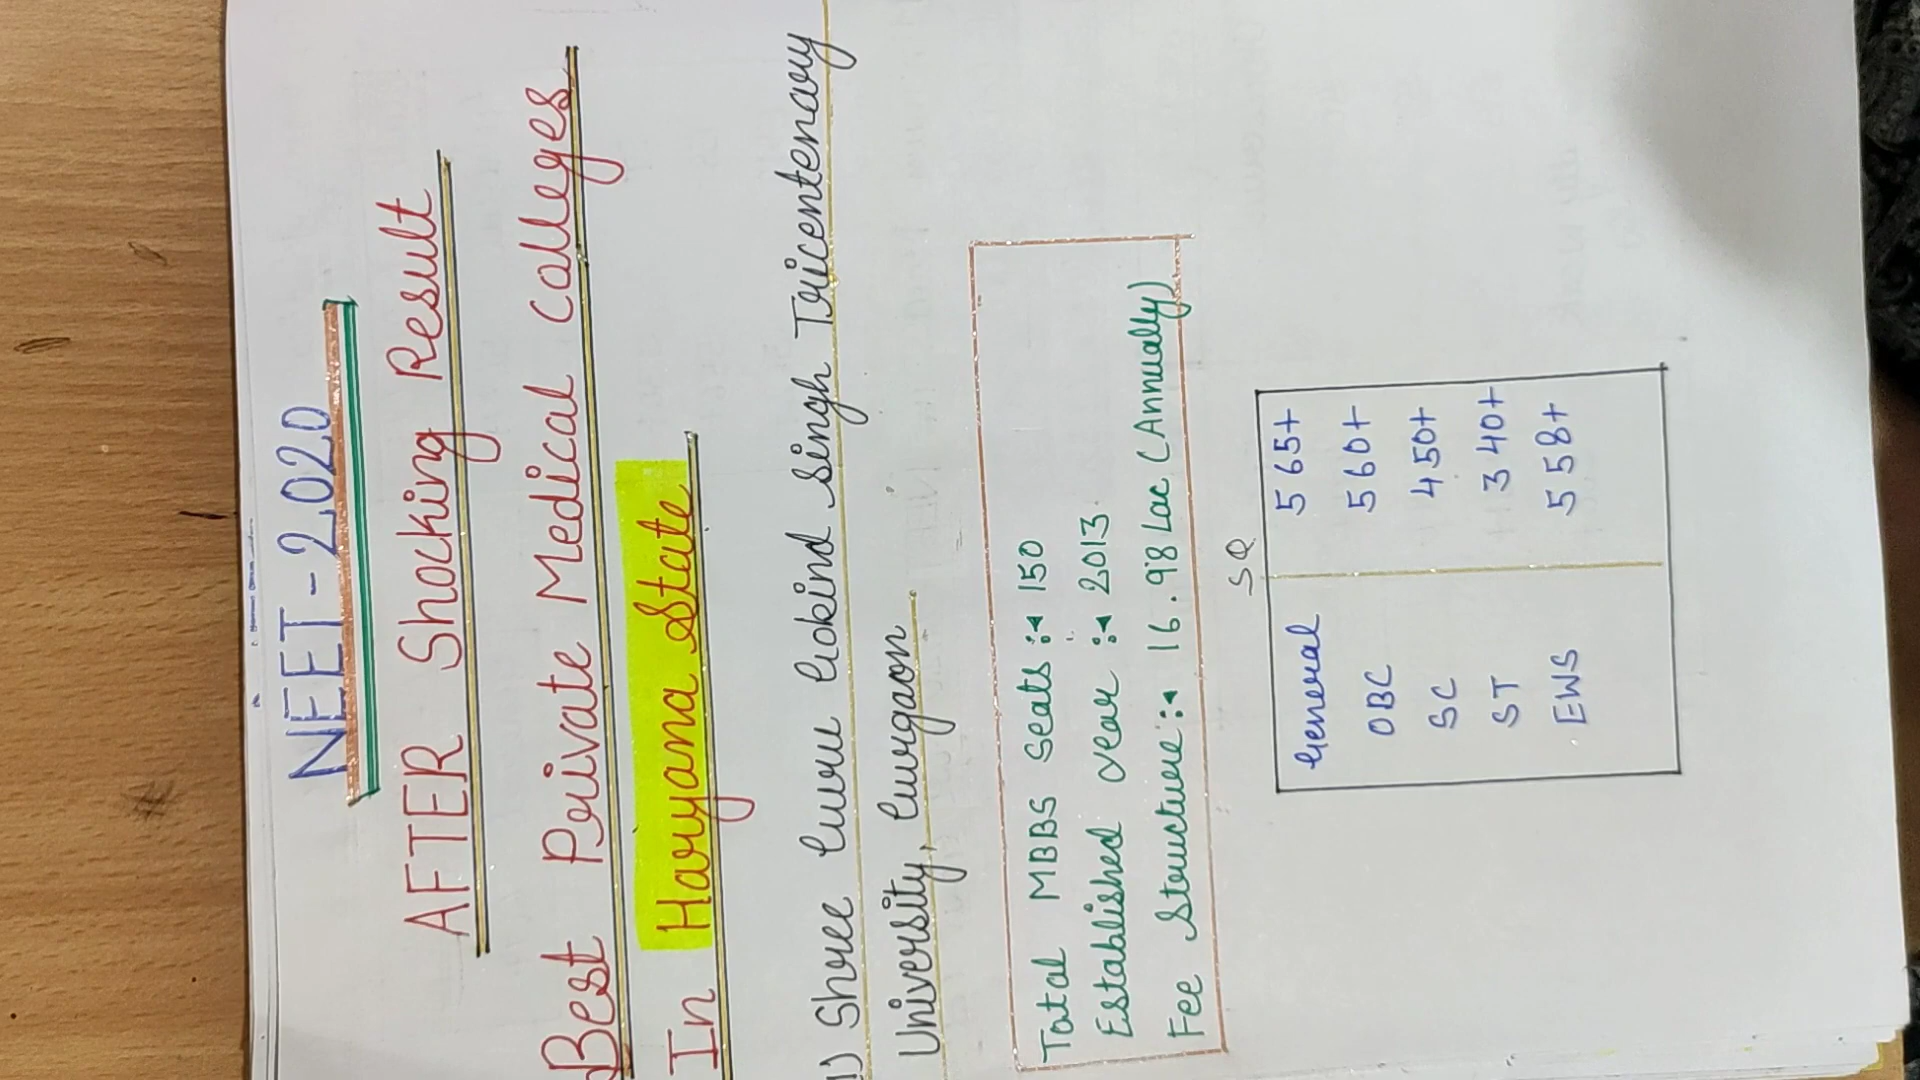 NEET-2020
AFTER Shocking Result
Best Private Medical Colleges
In Haryana State
1) Shree Guru Gokind Singh Tricentenary
University, Gurgaon
Total MBBS Seats :- 150
Established year :- 2013.
Fee Structure :- 16.98 Lac (Annually)
SQ
General 565+
OBC 560+
SC 450+
ST 340+
EWS 558+